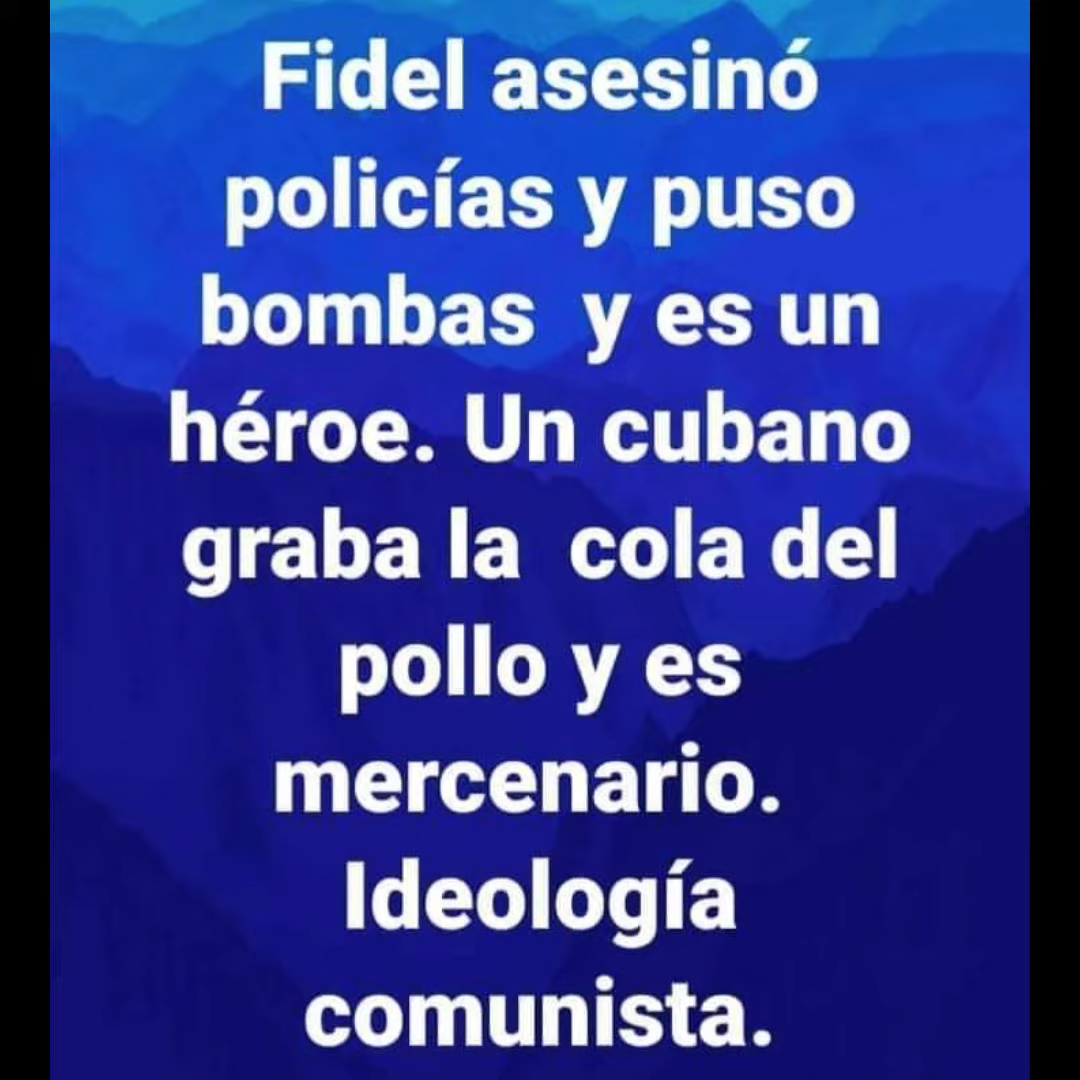 Fidel asesinó
policías y puso
bombas y es un
héroe. Un cubano
graba la cola del
pollo y es
mercenario.
Ideología
comunista.